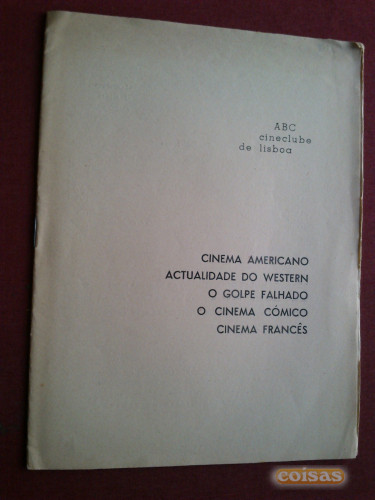 ABC
cineclube
de lisboa
CINEMA AMERICANO
ACTUALIDADE DO WESTERN
O GOLPE FALHADO
O CINEMA CÓMICO
CINEMA FRANCÊS
coisas